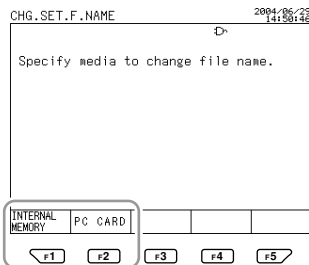 CHG.SET.F.NAME
2004/06/29
14:50:46
Specify media to change file name.
INTERNAL
MEMORY
PC CARD
F1
F2
F3
F4
F5